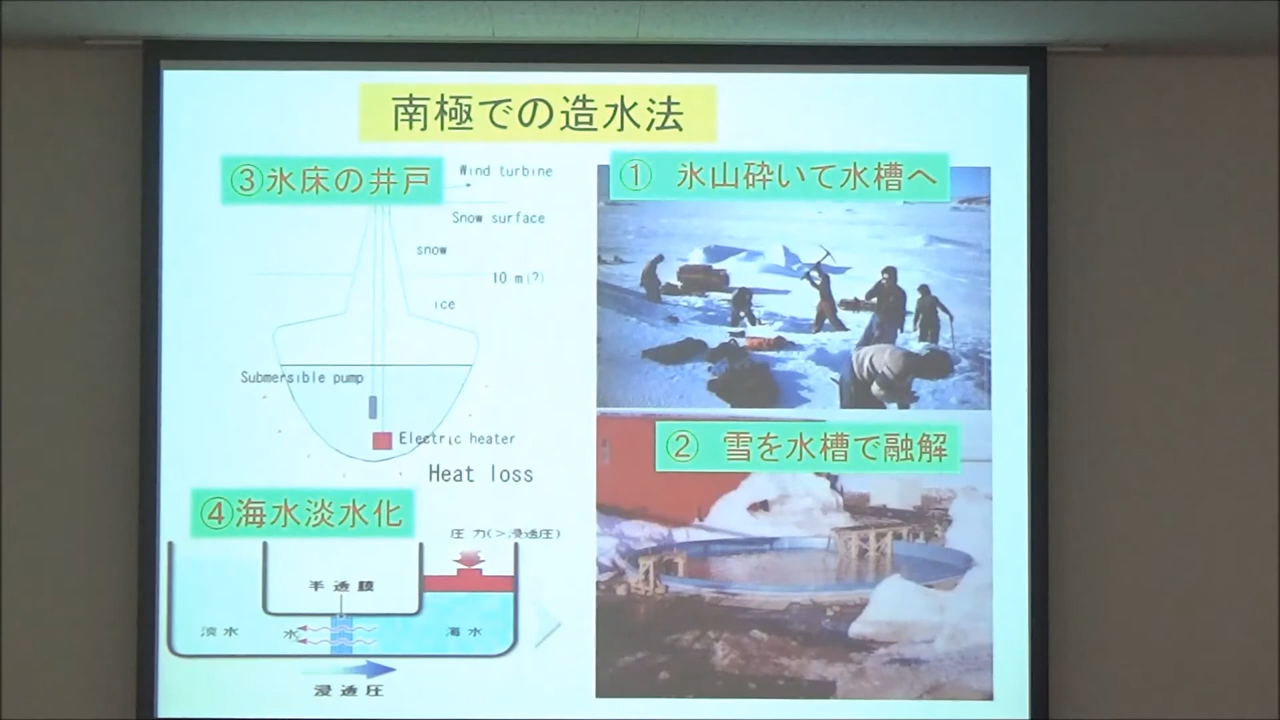 南極での造水法
③氷床の井戸
Wind turbine
Snow surface
snow
10 m(?)
ice
Submersible pump
Electric heater
Heat loss
① 氷山砕いて水槽へ
② 雪を水槽で融解
④海水淡水化
圧力(>浸透圧)
半透膜
淡水
水
海水
浸透圧